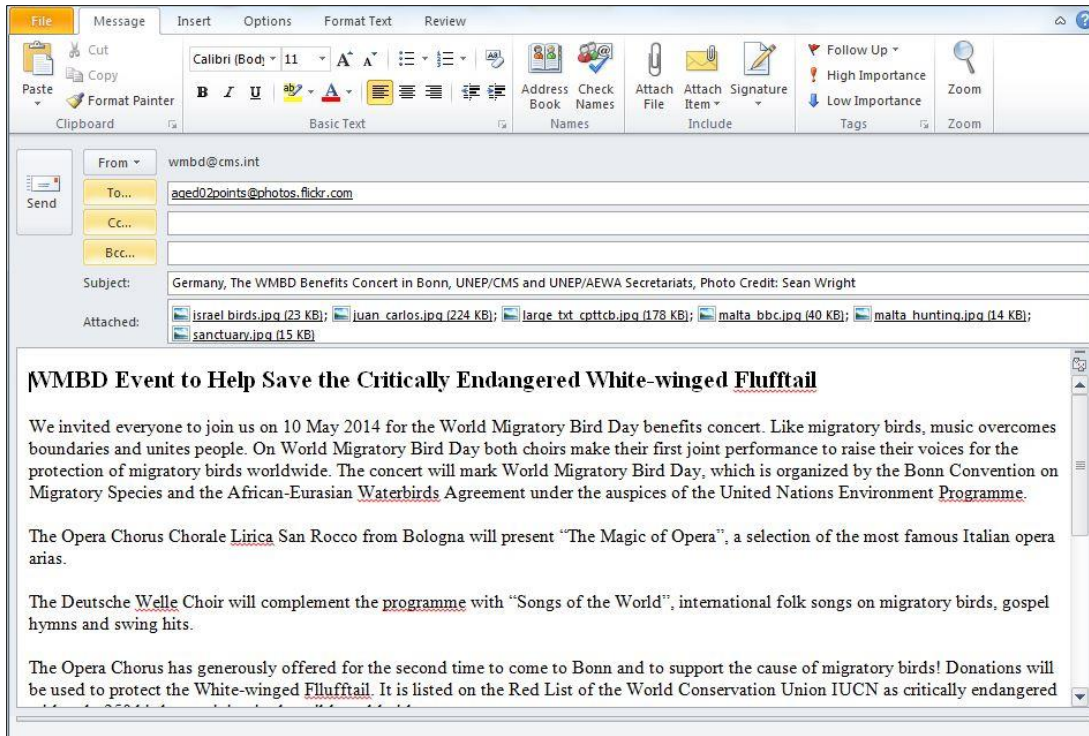 File Message Insert Options Format Text Review
Cut
Copy
Format Painter
Paste
Clipboard
Calibri (Body 11
B I U
Basic Text
Address Book
Check Names
Names
Attach File
Attach Item
Signature
Include
Follow Up
High Importance
Low Importance
Tags
Zoom
Zoom
Send
From wmbd@cms.int
To... aqed02points@photos.flickr.com
Cc...
Bcc...
Subject: Germany, The WMBD Benefits Concert in Bonn, UNEP/CMS and UNEP/AEWA Secretariats, Photo Credit: Sean Wright
Attached: israel birds.jpg (23 KB); juan_carlos.jpg (224 KB); large_txt_cpttcb.jpg (178 KB); malta_bbc.jpg (40 KB); malta_hunting.jpg (14 KB);
sanctuary.jpg (15 KB)
WMBD Event to Help Save the Critically Endangered White-winged Flufftail
We invited everyone to join us on 10 May 2014 for the World Migratory Bird Day benefits concert. Like migratory birds, music overcomes
boundaries and unites people. On World Migratory Bird Day both choirs make their first joint performance to raise their voices for the
protection of migratory birds worldwide. The concert will mark World Migratory Bird Day, which is organized by the Bonn Convention on
Migratory Species and the African-Eurasian Waterbirds Agreement under the auspices of the United Nations Environment Programme.
The Opera Chorus Chorale Lirica San Rocco from Bologna will present “The Magic of Opera”, a selection of the most famous Italian opera
arias.
The Deutsche Welle Choir will complement the programme with “Songs of the World”, international folk songs on migratory birds, gospel
hymns and swing hits.
The Opera Chorus has generously offered for the second time to come to Bonn and to support the cause of migratory birds! Donations will
be used to protect the White-winged Fllufftail. It is listed on the Red List of the World Conservation Union IUCN as critically endangered